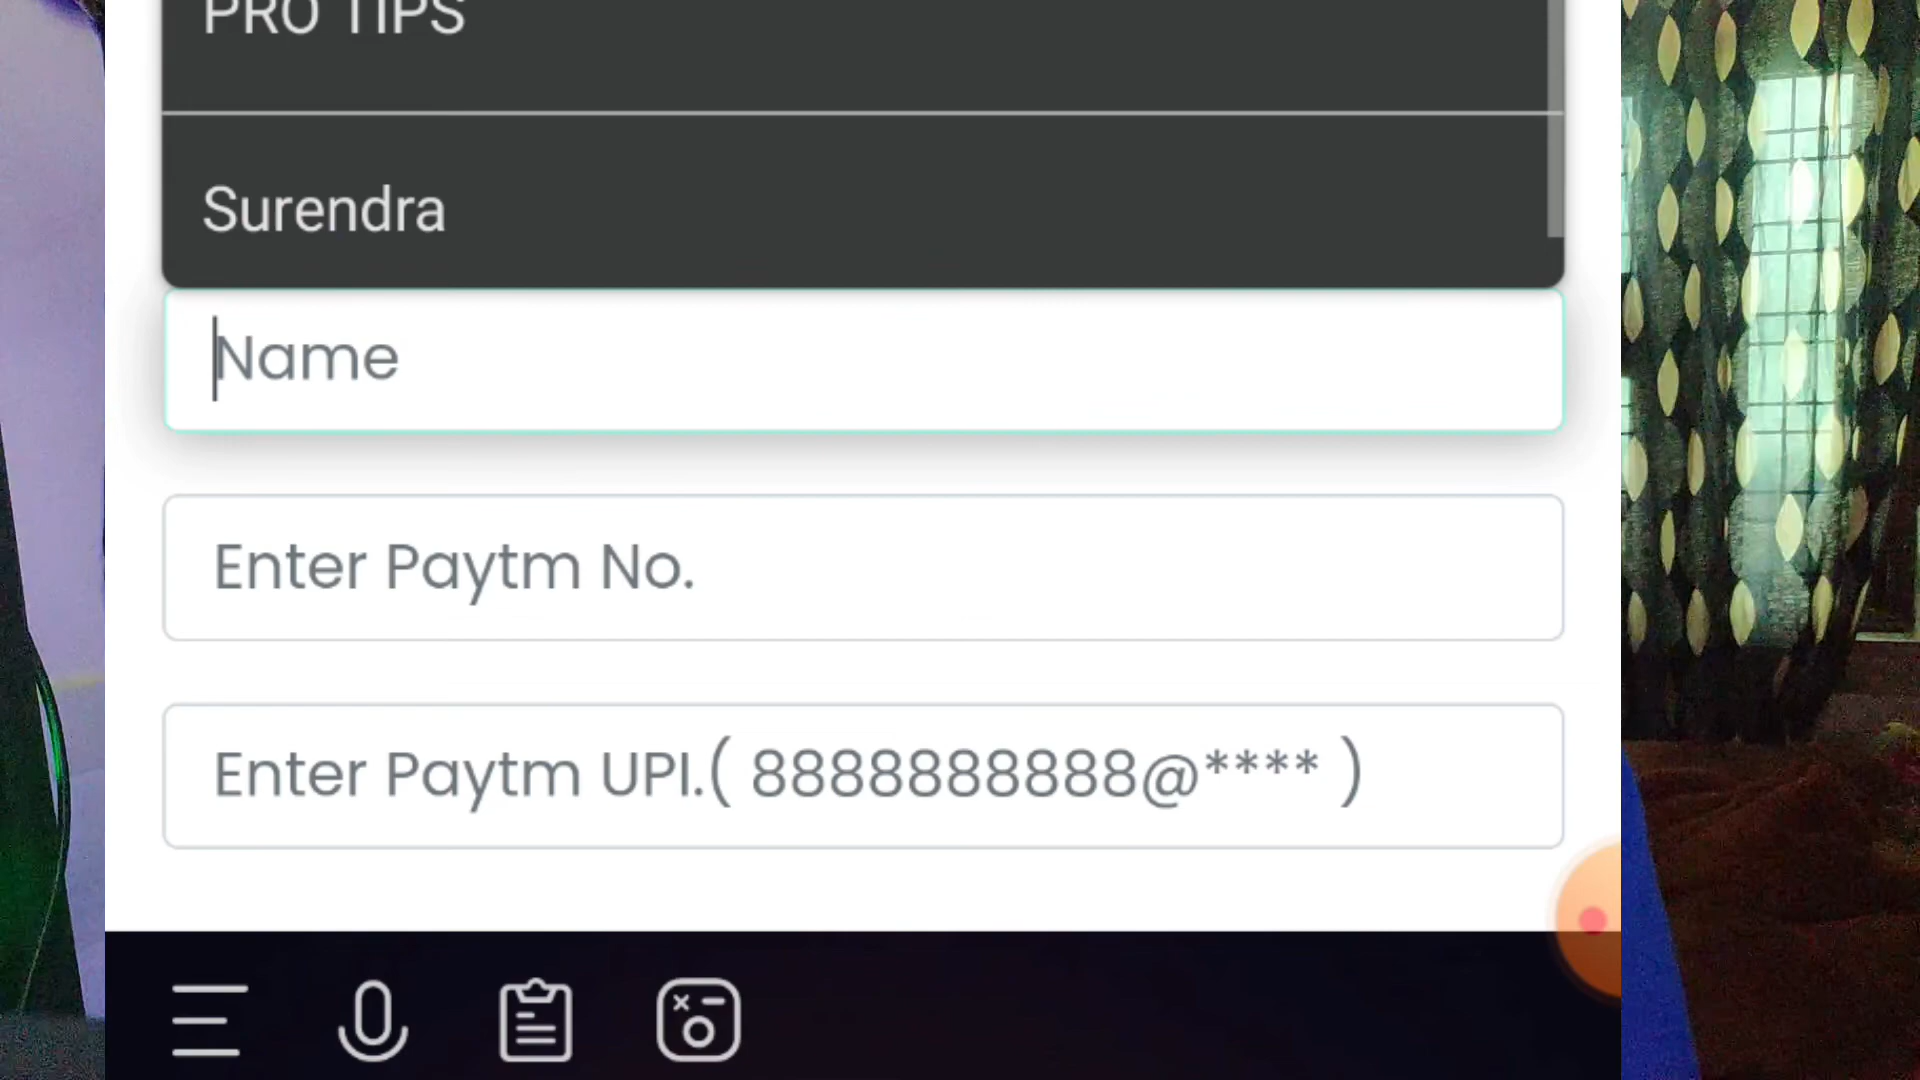 PRO TIPS
Surendra
Name
Enter Paytm No.
Enter Paytm UPI.( 8888888888@**** )